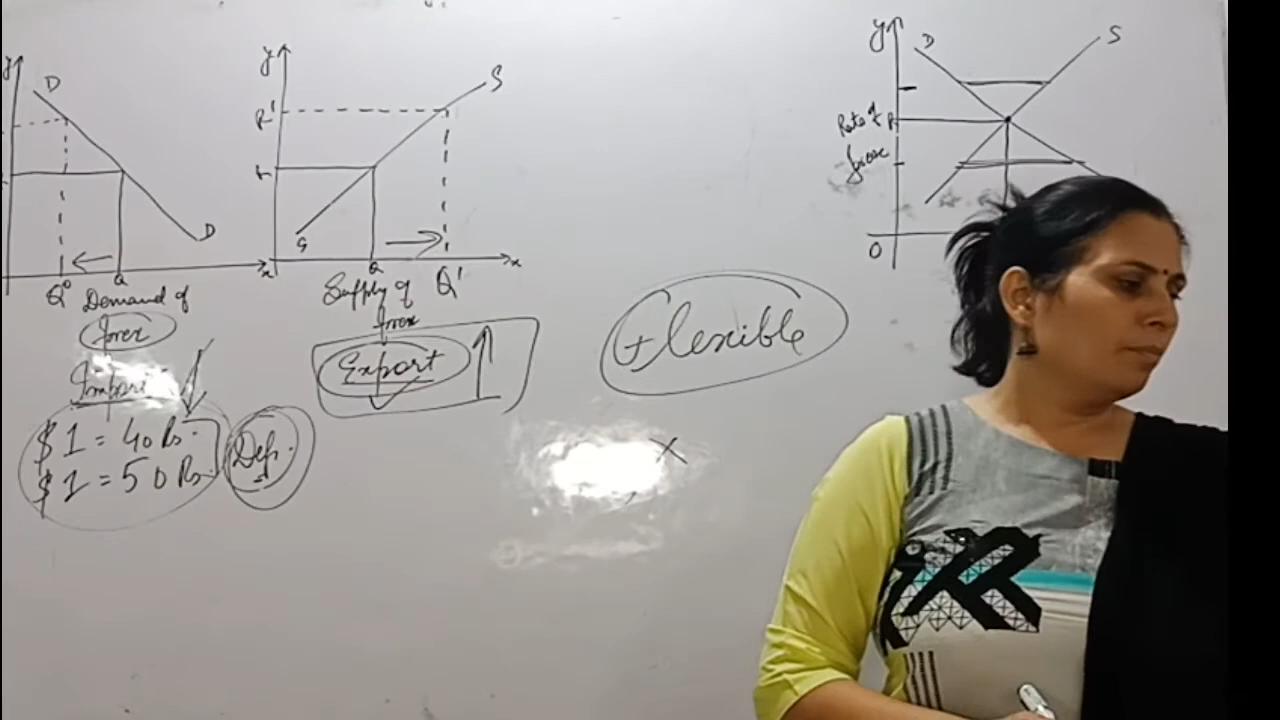 y
D
D
x
Q⁰
Q
Demand of
forex
Import
$ 1 = 40 Rs.
$ 1 = 50 Rs.
Dep.
y
S
R'
r
S
Q
Q'
x
Supply of
forex
Export
Flexible
x
y
D
S
Rate of R
forex
O